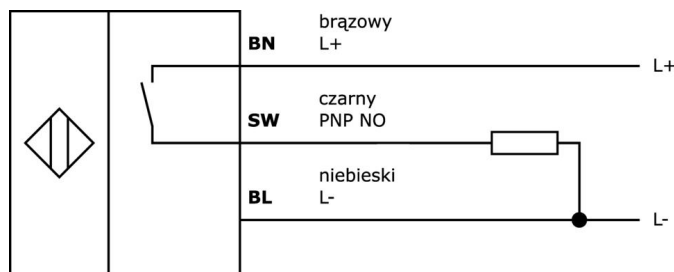 brązowy
BN L+
L+
czarny
SW PNP NO
niebieski
BL L-
L-